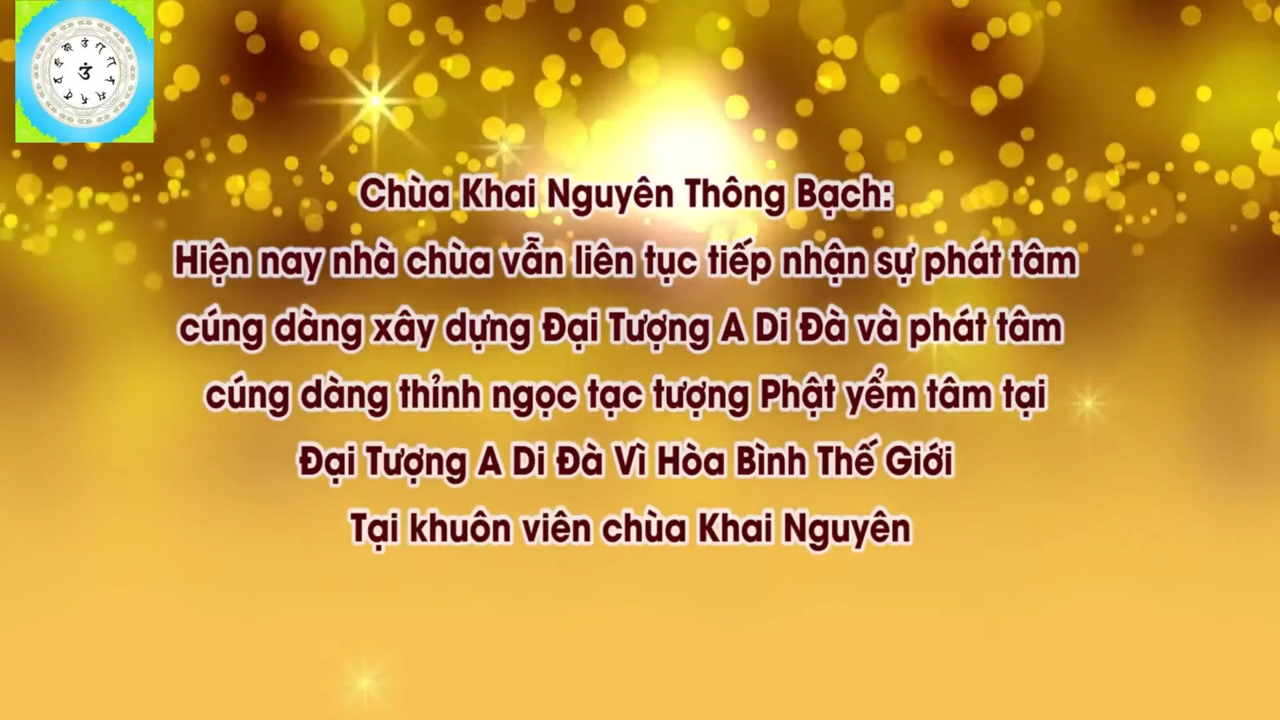 Chùa Khai Nguyên Thông Bạch:
Hiện nay nhà chùa vẫn liên tục tiếp nhận sự phát tâm
cúng dàng xây dựng Đại Tượng A Di Đà và phát tâm
cúng dàng thỉnh ngọc tạc tượng Phật yểm tâm tại
Đại Tượng A Di Đà Vì Hòa Bình Thế Giới
Tại khuôn viên chùa Khai Nguyên